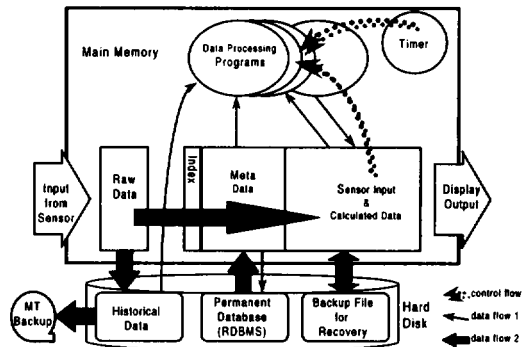 Main Memory
Data Processing
Programs
Timer
Input
from
Sensor
Raw
Data
Index
Meta
Data
Sensor Input
&
Calculated Data
Display
Output
MT
Backup
Historical
Data
Permanent
Database
(RDBMS)
Backup File
for
Recovery
Hard
Disk
control flow
data flow 1
data flow 2